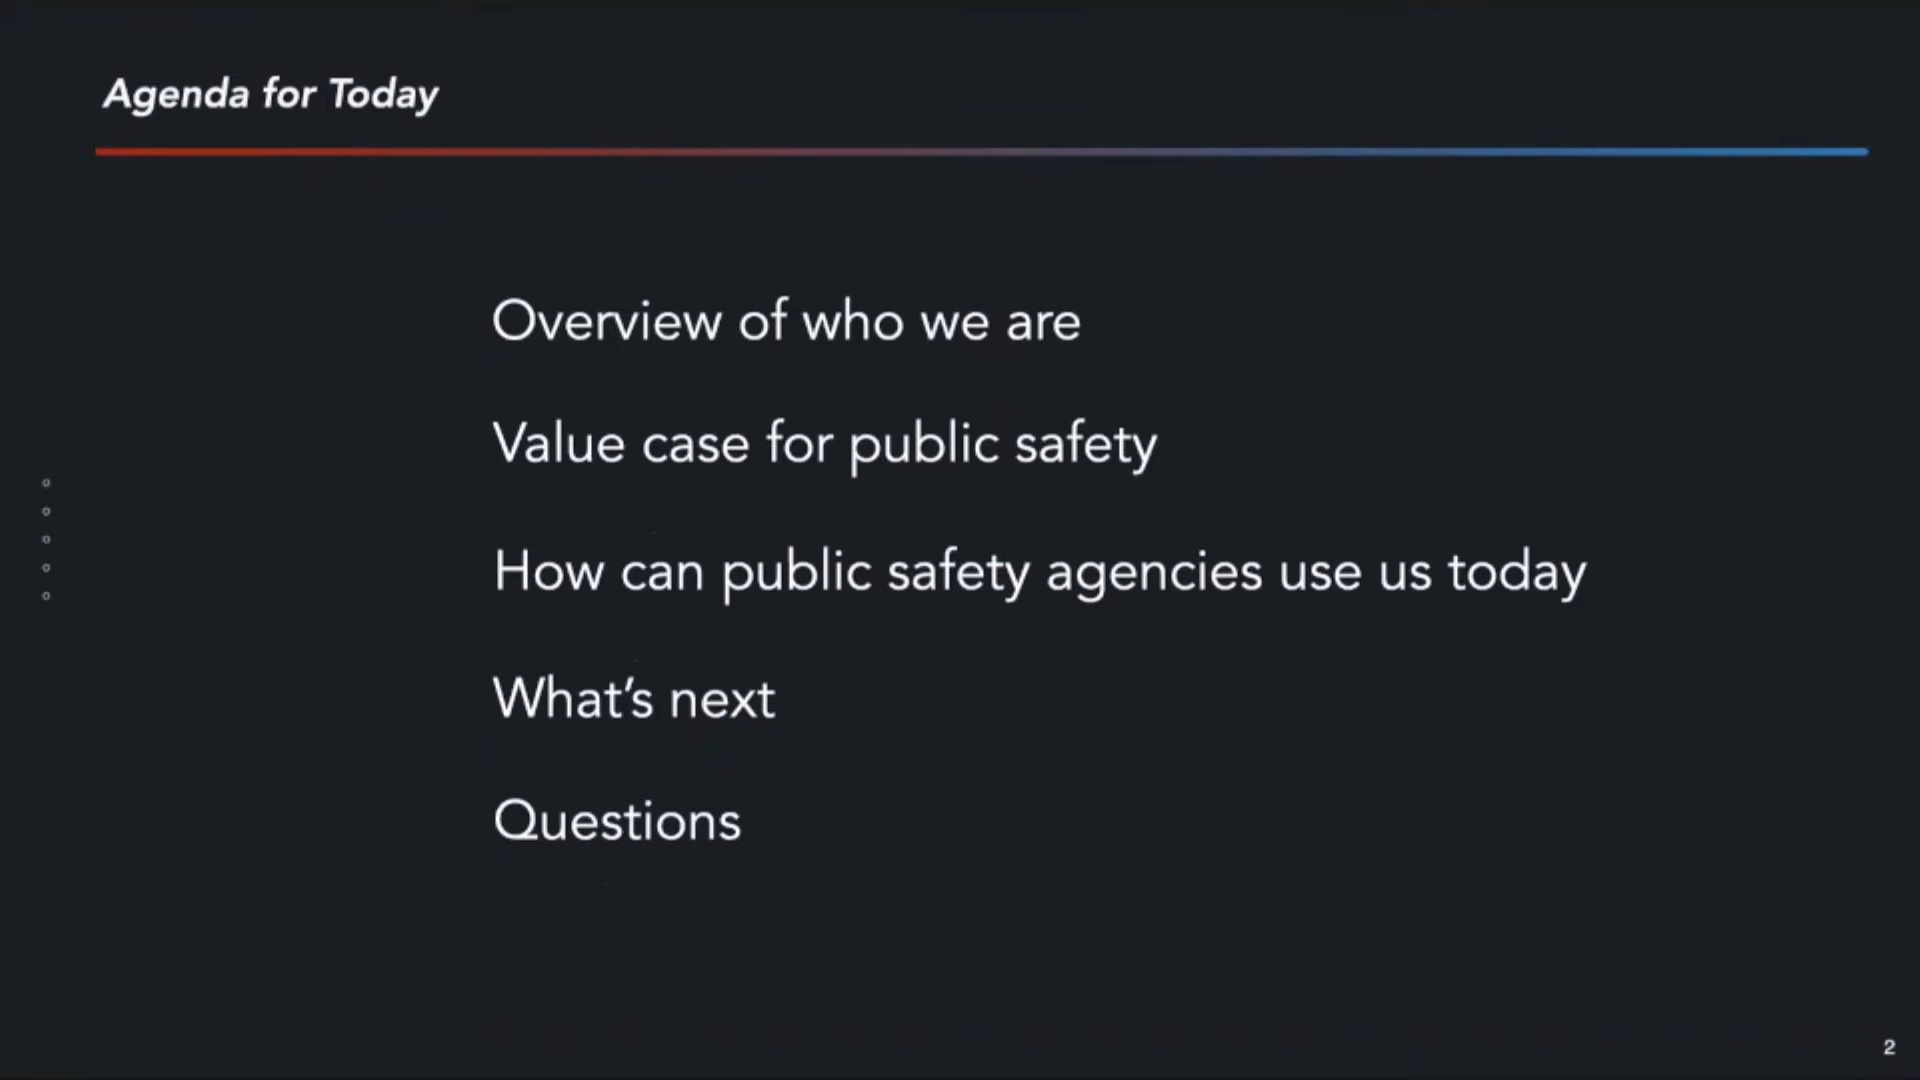 Agenda for Today
Overview of who we are
Value case for public safety
How can public safety agencies use us today
What’s next
Questions
2